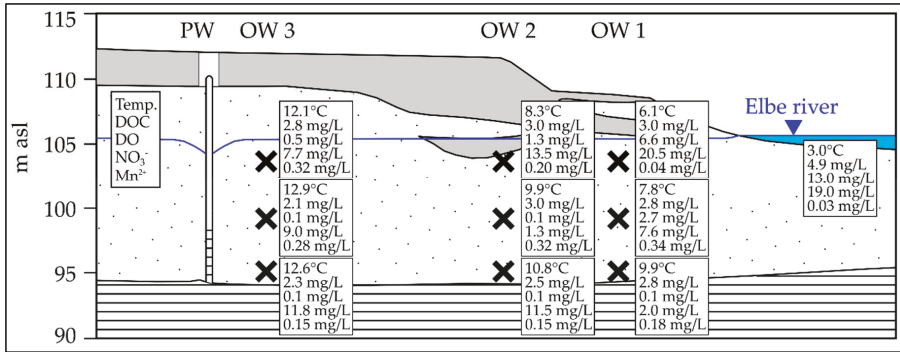 115
PW
OW 3
OW 2
OW 1
110
Temp.
DOC
DO
NO₃⁻
Mn²⁺
12.1°C
2.8 mg/L
0.5 mg/L
7.7 mg/L
0.32 mg/L
8.3°C
3.0 mg/L
1.3 mg/L
13.5 mg/L
0.20 mg/L
6.1°C
3.0 mg/L
6.6 mg/L
20.5 mg/L
0.04 mg/L
Elbe river
m asl
105
3.0°C
4.9 mg/L
13.0 mg/L
19.0 mg/L
0.03 mg/L
12.9°C
2.1 mg/L
0.1 mg/L
9.0 mg/L
0.28 mg/L
9.9°C
3.0 mg/L
0.1 mg/L
1.3 mg/L
0.32 mg/L
7.8°C
2.8 mg/L
2.7 mg/L
7.6 mg/L
0.34 mg/L
100
12.6°C
2.3 mg/L
0.1 mg/L
11.8 mg/L
0.15 mg/L
10.8°C
2.5 mg/L
0.1 mg/L
11.5 mg/L
0.15 mg/L
9.9°C
2.8 mg/L
0.1 mg/L
2.0 mg/L
0.18 mg/L
95
90